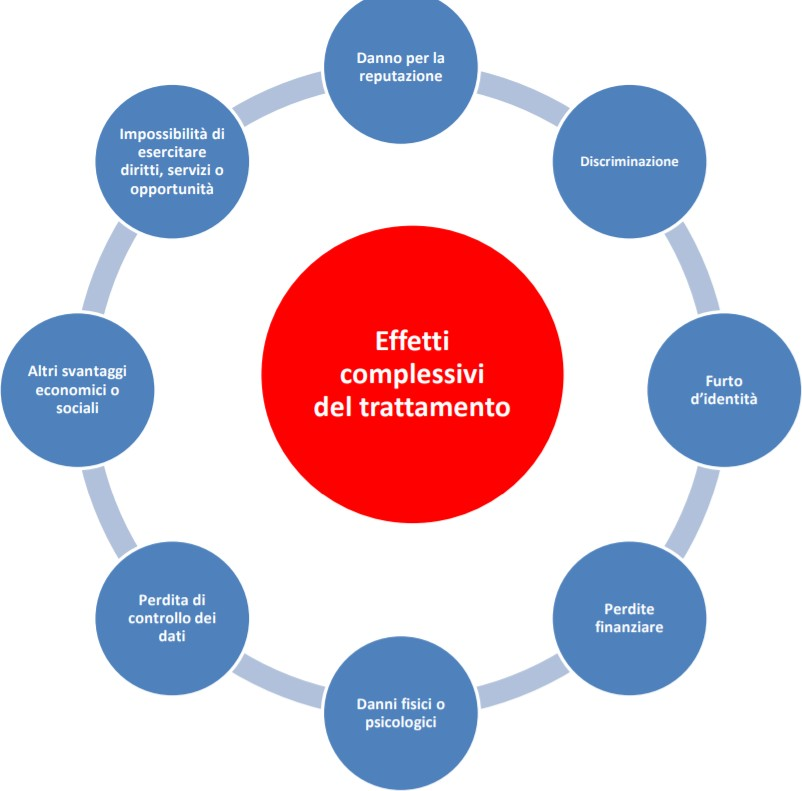 Danno per la
reputazione
Discriminazione
Furto
d'identità
Perdite
finanziare
Danni fisici o
psicologici
Perdita di
controllo dei
dati
Altri svantaggi
economici o
sociali
Impossibilità di
esercitare
diritti, servizi o
opportunità
Effetti
complessivi
del trattamento